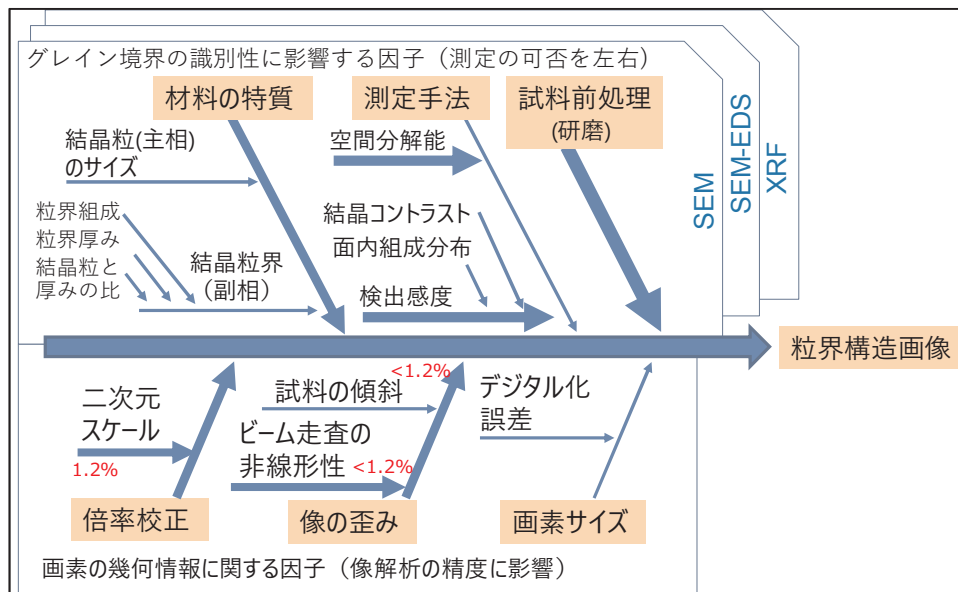 グレイン境界の識別性に影響する因子（測定の可否を左右）
材料の特質
測定手法
試料前処理
(研磨)
結晶粒(主相)
のサイズ
空間分解能
粒界組成
粒界厚み
結晶粒と
厚みの比
結晶粒界
（副相）
結晶コントラスト
面内組成分布
検出感度
SEM
SEM-EDS
XRF
粒界構造画像
二次元
スケール
1.2%
試料の傾斜
<1.2%
ビーム走査の
非線形性
<1.2%
デジタル化
誤差
倍率校正
像の歪み
画素サイズ
画素の幾何情報に関する因子（像解析の精度に影響）